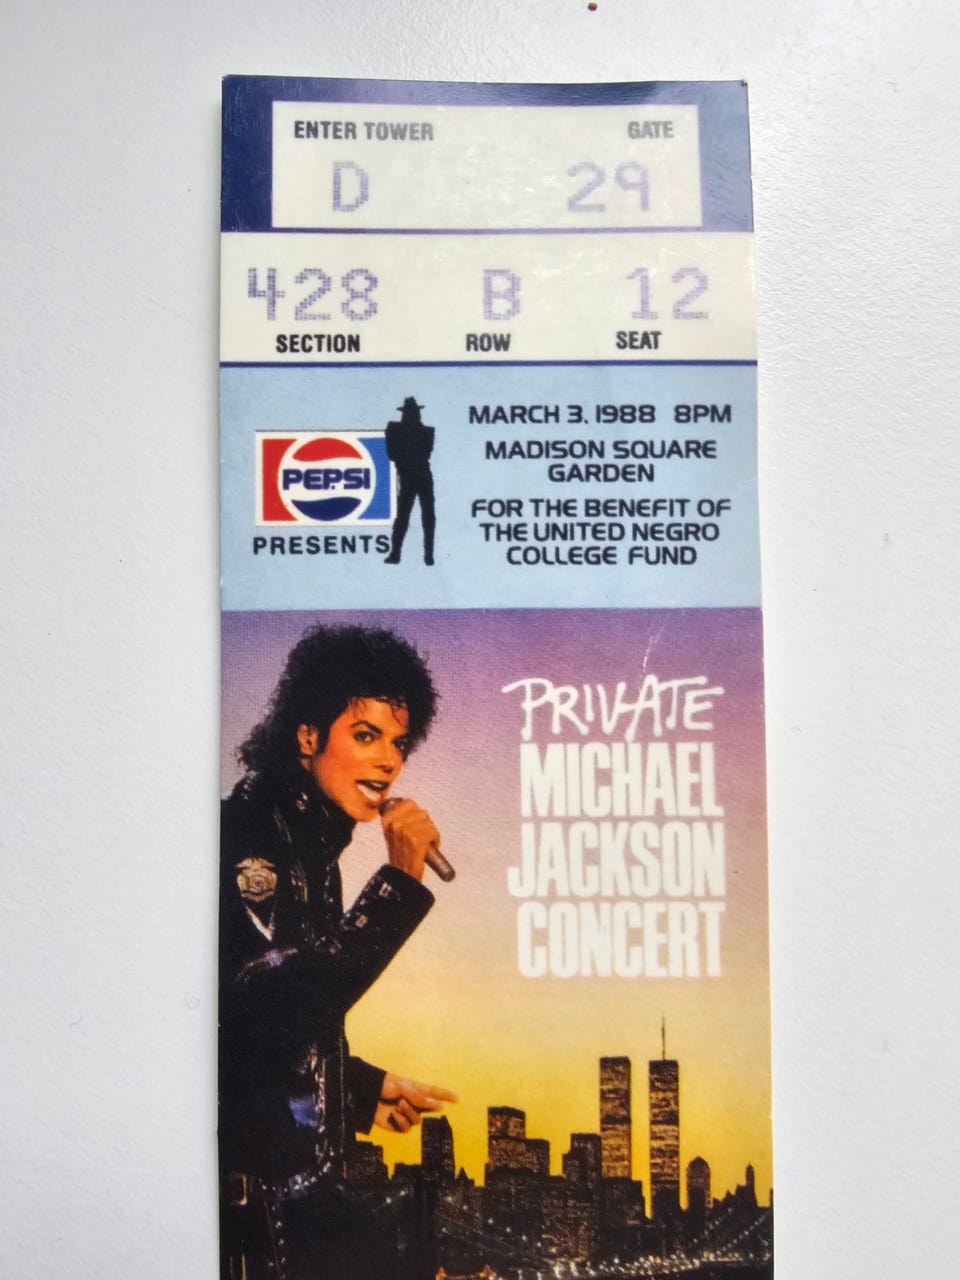 ENTER TOWER GATE
D 29
428 B 12
SECTION ROW SEAT
MARCH 3, 1988 8PM
MADISON SQUARE
GARDEN
FOR THE BENEFIT OF
THE UNITED NEGRO
COLLEGE FUND
PEPSI
PRESENTS
PRIVATE
MICHAEL
JACKSON
CONCERT